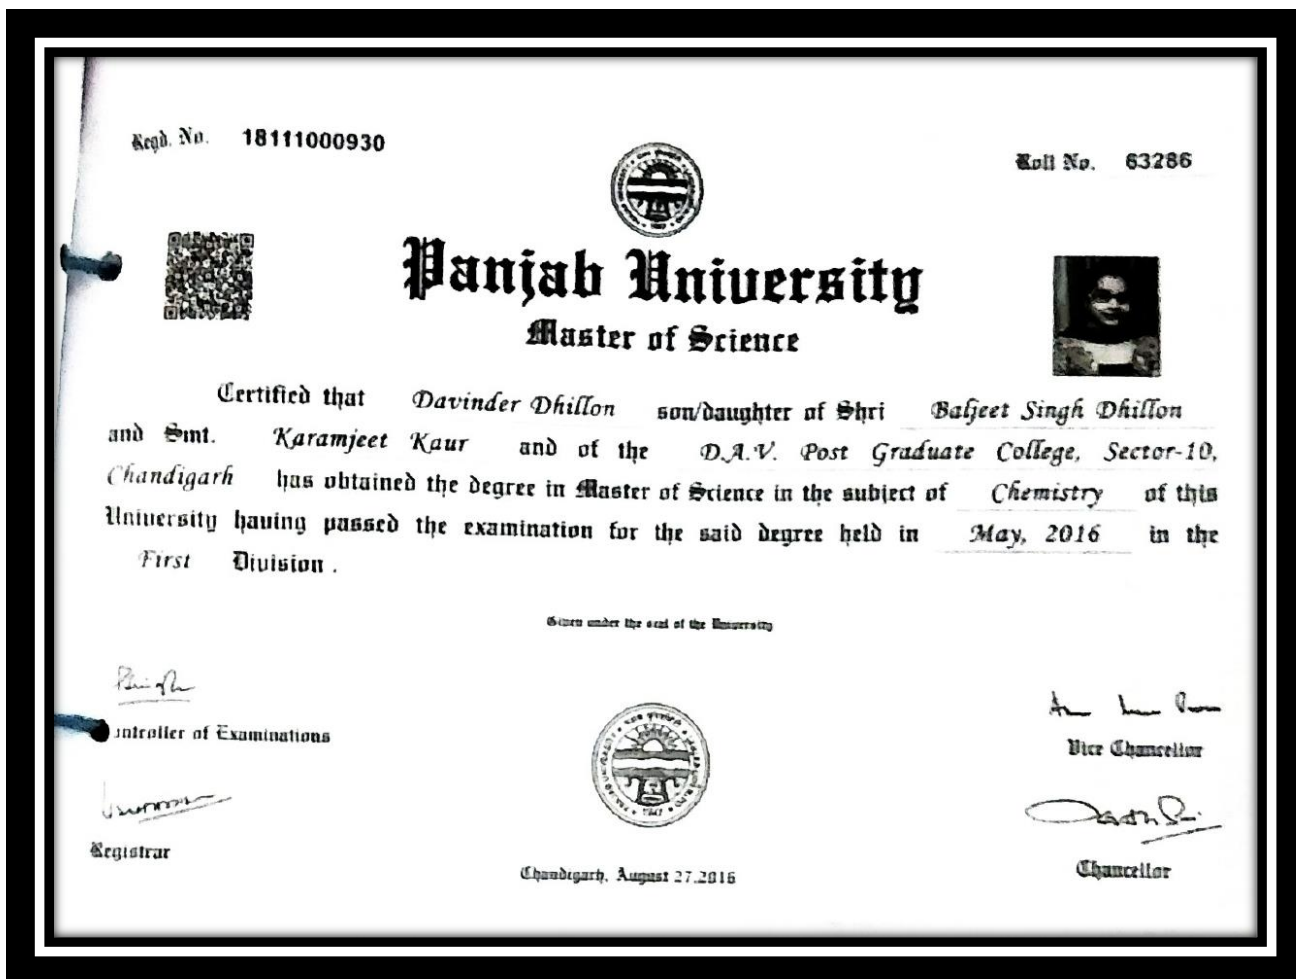 Regd. No. 18111000930
Roll No. 63286
Panjab University
Master of Science
Certified that Davinder Dhillon son/daughter of Shri Baljeet Singh Dhillon
and Smt. Karamjeet Kaur and of the D.A.V. Post Graduate College, Sector-10,
Chandigarh has obtained the degree in Master of Science in the subject of Chemistry of this
University having passed the examination for the said degree held in May, 2016 in the
First Division .
Given under the seal of the University
ntroller of Examinations
Vice Chancellor
Registrar
Chancellor
Chandigarh, August 27,2016